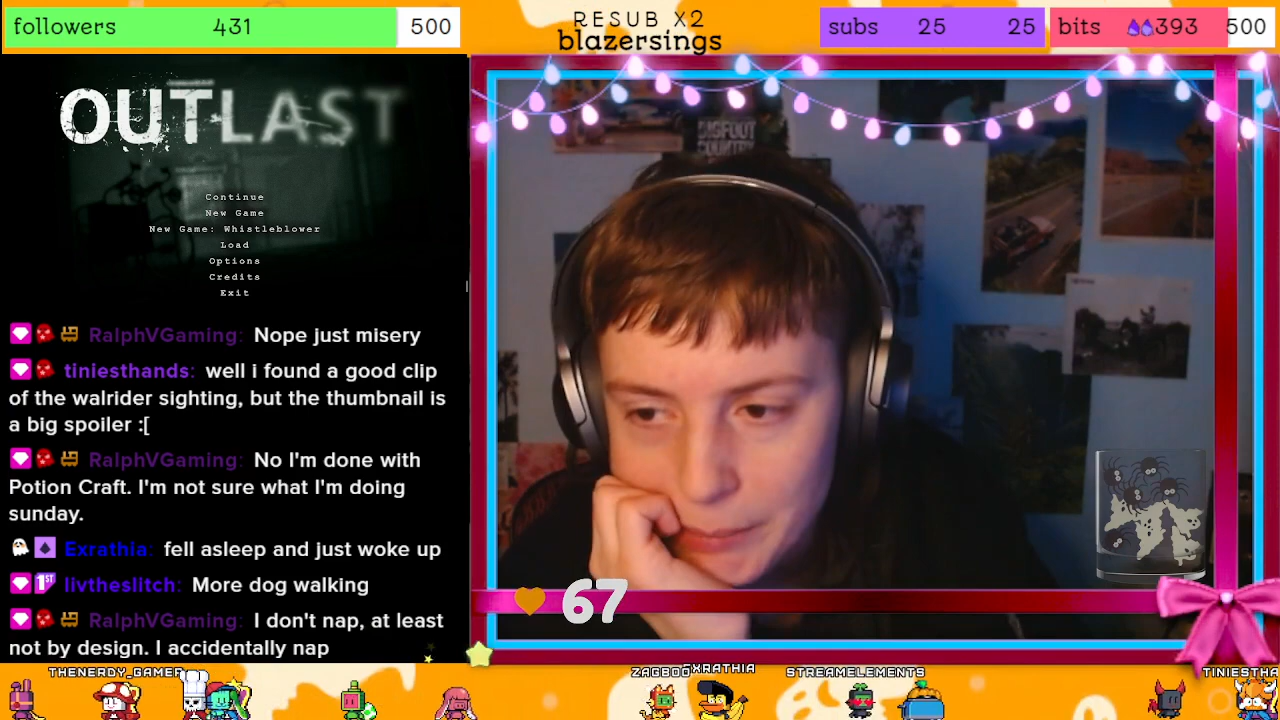 followers 431 500
RESUB X2
blazersings
subs 25 25
bits 393 500
OUTLAST
Continue
New Game
New Game: Whistleblower
Load
Options
Credits
Exit
BIGFOOT
COUNTRY
RalphVGaming: Nope just misery
tiniesthands: well i found a good clip
of the walrider sighting, but the thumbnail is
a big spoiler :[
RalphVGaming: No I'm done with
Potion Craft. I'm not sure what I'm doing
sunday.
Exrathia: fell asleep and just woke up
1ST livtheslitch: More dog walking
RalphVGaming: I don't nap, at least
not by design. I accidentally nap
67
THENERDY_GAMER
ZAGBOO
EXRATHIA
STREAMELEMENTS
TINIESTHA